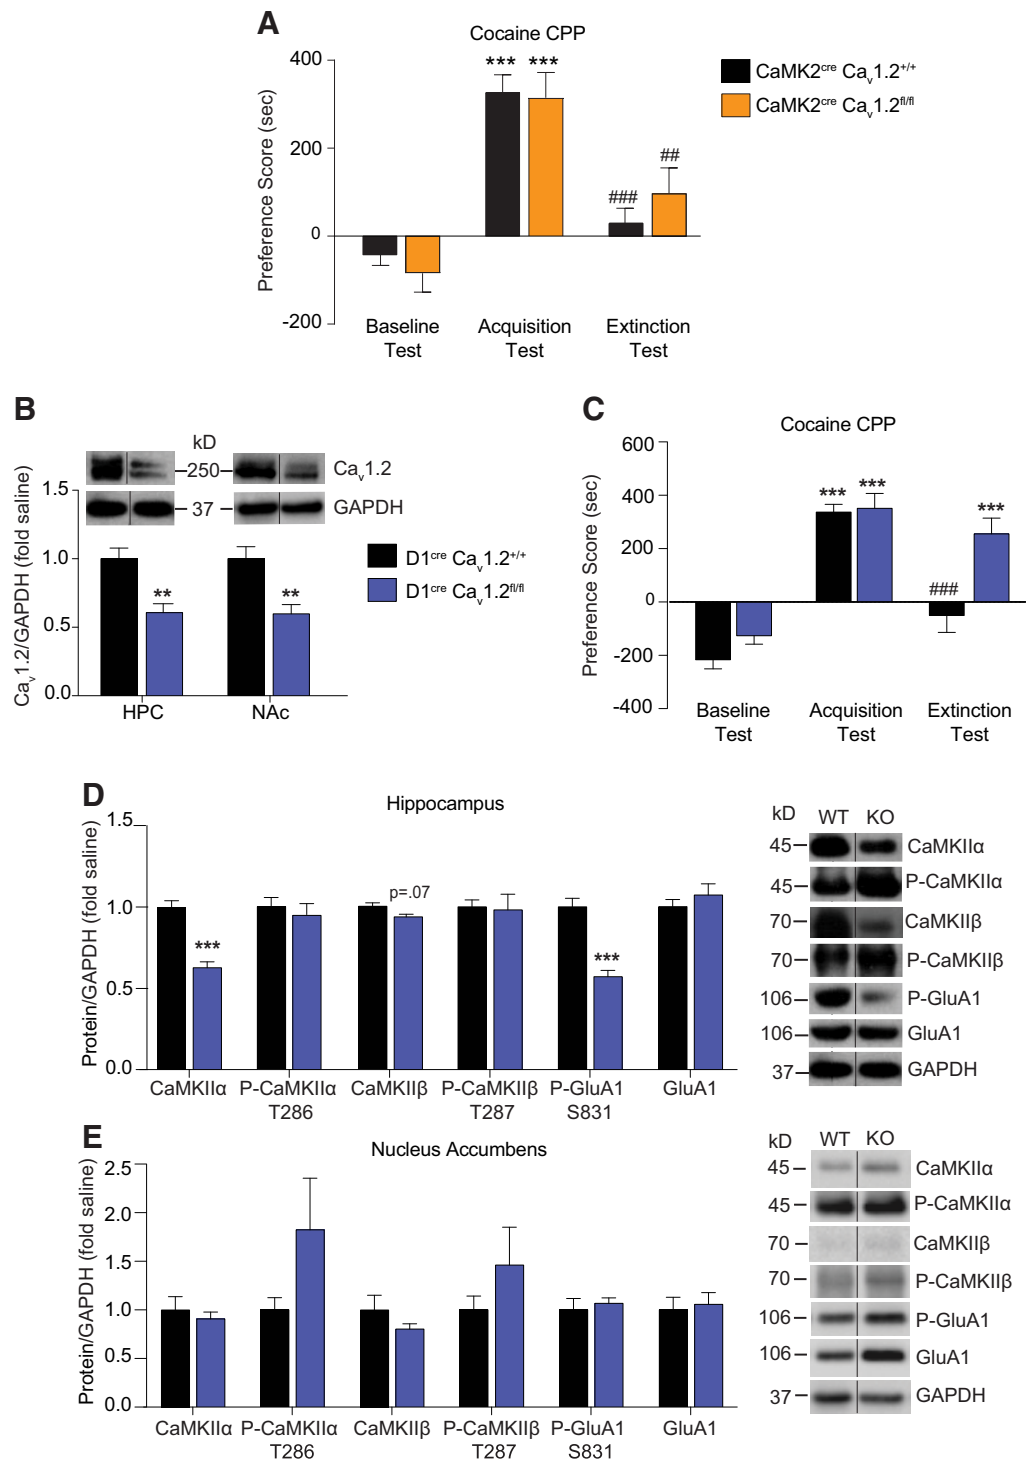 A
Cocaine CPP
CaMK2cre Cav1.2+/+
CaMK2cre Cav1.2fl/fl
Preference Score (sec)
400
200
0
-200
*** ***
###
##
Baseline Test
Acquisition Test
Extinction Test
B
kD
250
37
Cav1.2
GAPDH
Cav1.2/GAPDH (fold saline)
1.5
1.0
0.5
0.0
**
**
HPC
NAc
D1cre Cav1.2+/+
D1cre Cav1.2fl/fl
C
Cocaine CPP
Preference Score (sec)
600
400
200
0
-200
-400
*** ***
###
***
Baseline Test
Acquisition Test
Extinction Test
D
Hippocampus
Protein/GAPDH (fold saline)
1.5
1.0
0.5
0.0
***
p=.07
***
CaMKIIα
P-CaMKIIα T286
CaMKIIβ
P-CaMKIIβ T287
P-GluA1 S831
GluA1
kD WT KO
45 CaMKIIα
45 P-CaMKIIα
70 CaMKIIβ
70 P-CaMKIIβ
106 P-GluA1
106 GluA1
37 GAPDH
E
Nucleus Accumbens
Protein/GAPDH (fold saline)
2.5
2.0
1.5
1.0
0.5
0.0
CaMKIIα
P-CaMKIIα T286
CaMKIIβ
P-CaMKIIβ T287
P-GluA1 S831
GluA1
kD WT KO
45 CaMKIIα
45 P-CaMKIIα
70 CaMKIIβ
70 P-CaMKIIβ
106 P-GluA1
106 GluA1
37 GAPDH